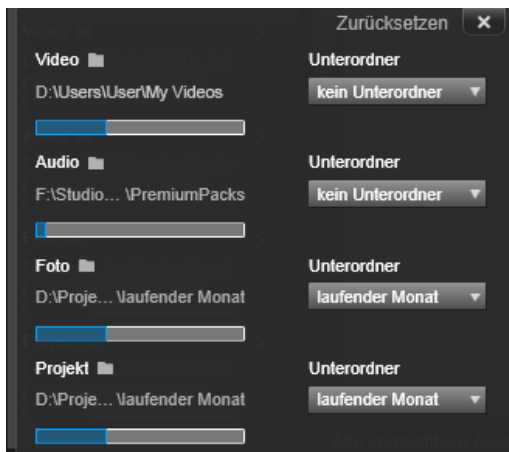 Zurücksetzen
Video Unterordner
D:\Users\User\My Videos kein Unterordner
Audio Unterordner
F:\Studio... \PremiumPacks kein Unterordner
Foto Unterordner
D:\Proje... \laufender Monat laufender Monat
Projekt Unterordner
D:\Proje... \laufender Monat laufender Monat